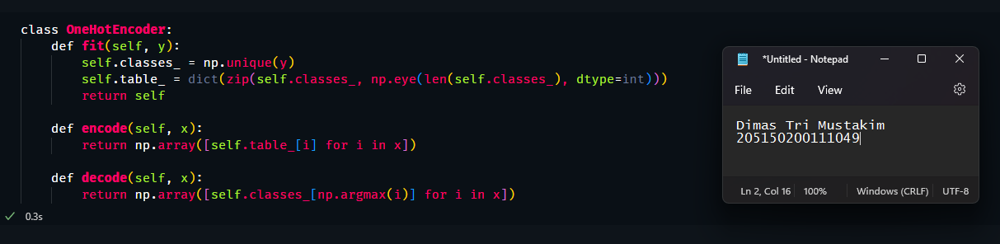 class OneHotEncoder:
    def fit(self, y):
        self.classes_ = np.unique(y)
        self.table_ = dict(zip(self.classes_, np.eye(len(self.classes_), dtype=int)))
        return self

    def encode(self, x):
        return np.array([self.table_[i] for i in x])

    def decode(self, x):
        return np.array([self.classes_[np.argmax(i)] for i in x])
0.3s
*Untitled - Notepad
File Edit View
Dimas Tri Mustakim
205150200111049
Ln 2, Col 16 100% Windows (CRLF) UTF-8